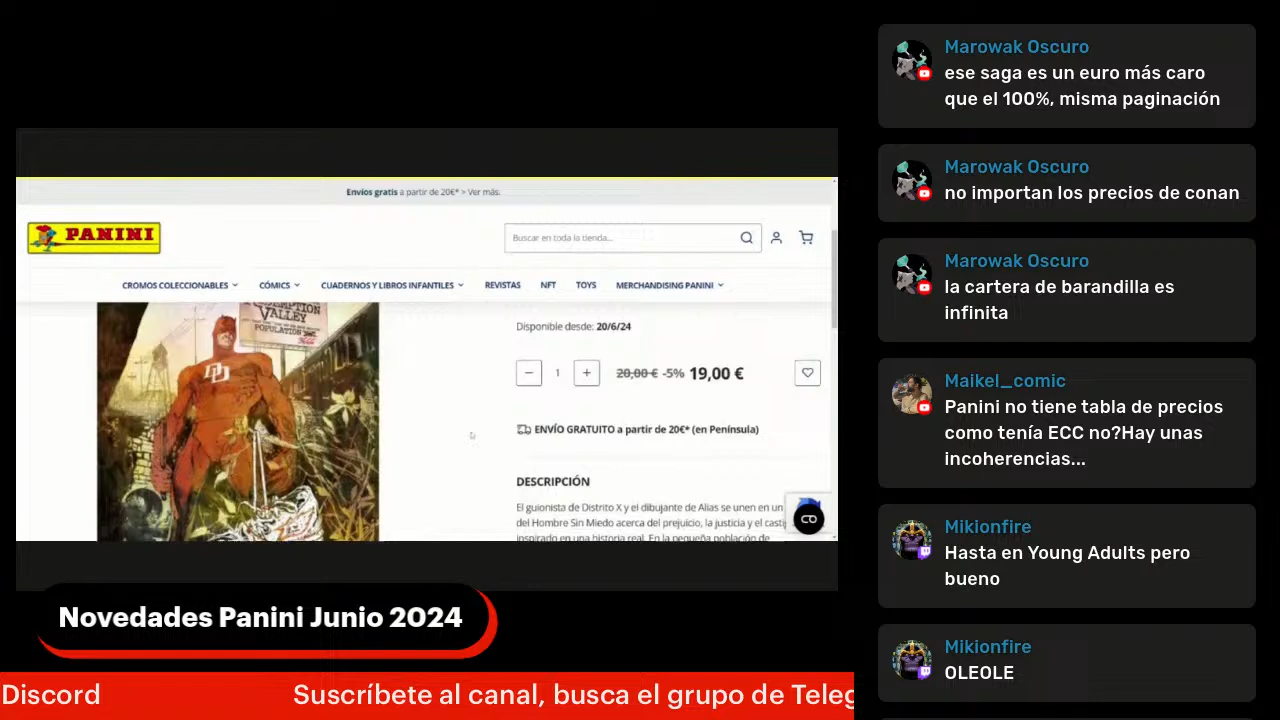 Envíos gratis a partir de 20€* > Ver más.
PANINI
Buscar en toda la tienda...
CROMOS COLECCIONABLES
CÓMICS
CUADERNOS Y LIBROS INFANTILES
REVISTAS
NFT
TOYS
MERCHANDISING PANINI
VALLEY
POPULATION
DD
Disponible desde: 20/6/24
− 1 + 20,00 € -5% 19,00 €
ENVÍO GRATUITO a partir de 20€* (en Península)
DESCRIPCIÓN
El guionista de Distrito X y el dibujante de Alias se unen en un
del Hombre Sin Miedo acerca del prejuicio, la justicia y el casti
inspirado en una historia real. En la pequeña población de
Novedades Panini Junio 2024
Discord
Suscríbete al canal, busca el grupo de Teleg
Marowak Oscuro
ese saga es un euro más caro
que el 100%, misma paginación
Marowak Oscuro
no importan los precios de conan
Marowak Oscuro
la cartera de barandilla es
infinita
Maikel_comic
Panini no tiene tabla de precios
como tenía ECC no?Hay unas
incoherencias...
Mikionfire
Hasta en Young Adults pero
bueno
Mikionfire
OLEOLE